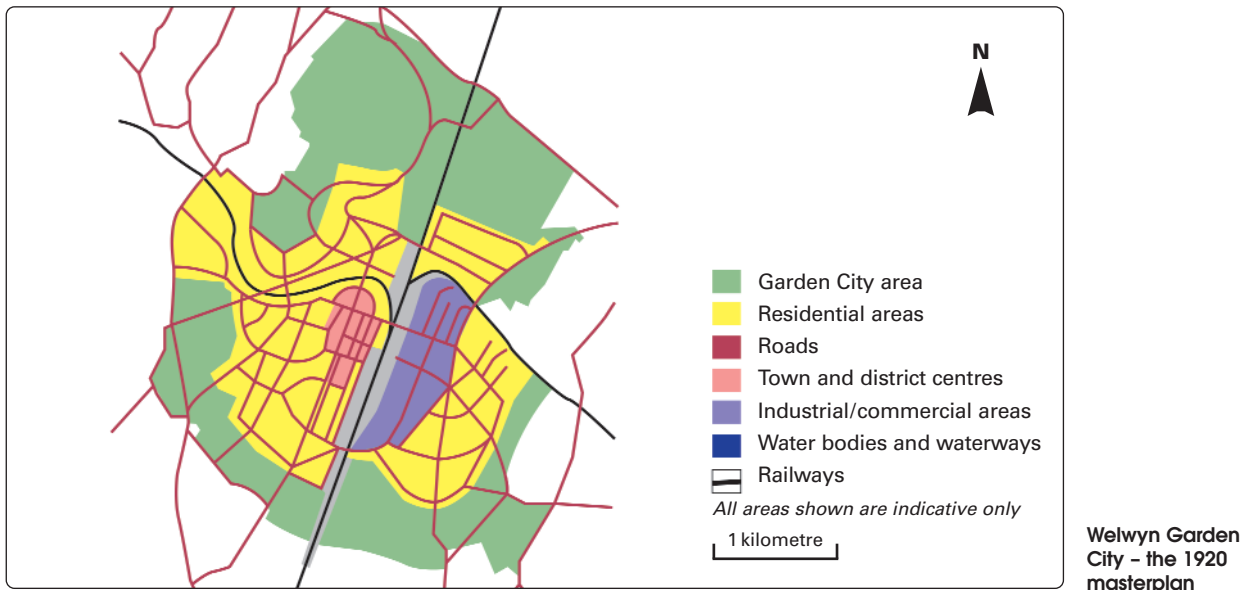 N
Garden City area
Residential areas
Roads
Town and district centres
Industrial/commercial areas
Water bodies and waterways
Railways
All areas shown are indicative only
1 kilometre
Welwyn Garden
City – the 1920
masterplan